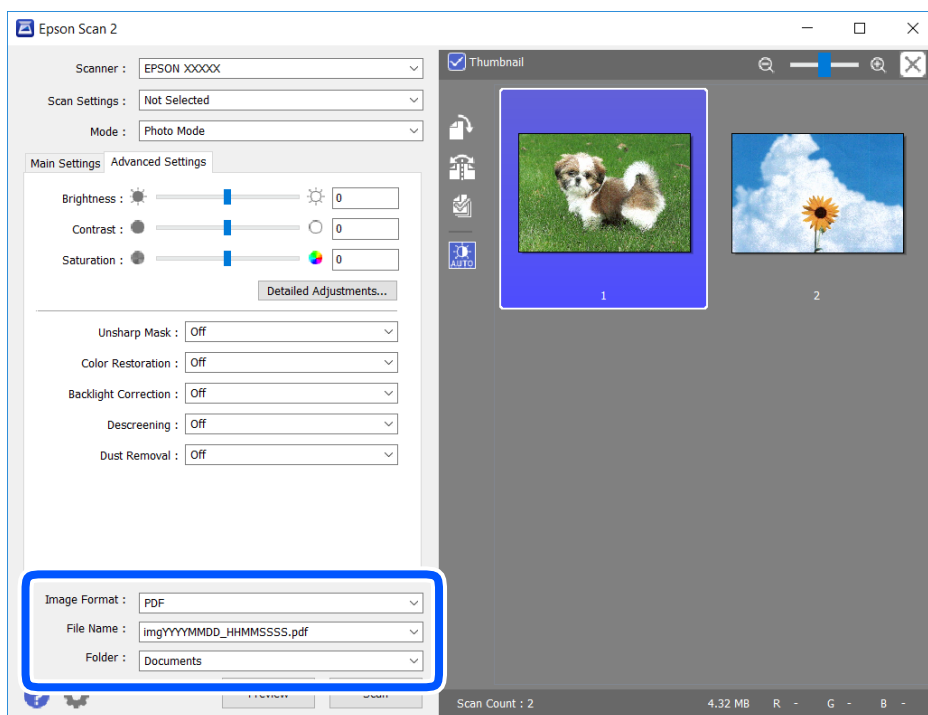 Epson Scan 2
Scanner : EPSON XXXXX
Scan Settings : Not Selected
Mode : Photo Mode
Main Settings Advanced Settings
Brightness : 0
Contrast : 0
Saturation : 0
Detailed Adjustments...
Unsharp Mask : Off
Color Restoration : Off
Backlight Correction : Off
Descreening : Off
Dust Removal : Off
Image Format : PDF
File Name : imgYYYYMMDD_HHMMSSSS.pdf
Folder : Documents
Preview Scan
Thumbnail
AUTO
1 2
Scan Count : 2 4.32 MB R - G - B -